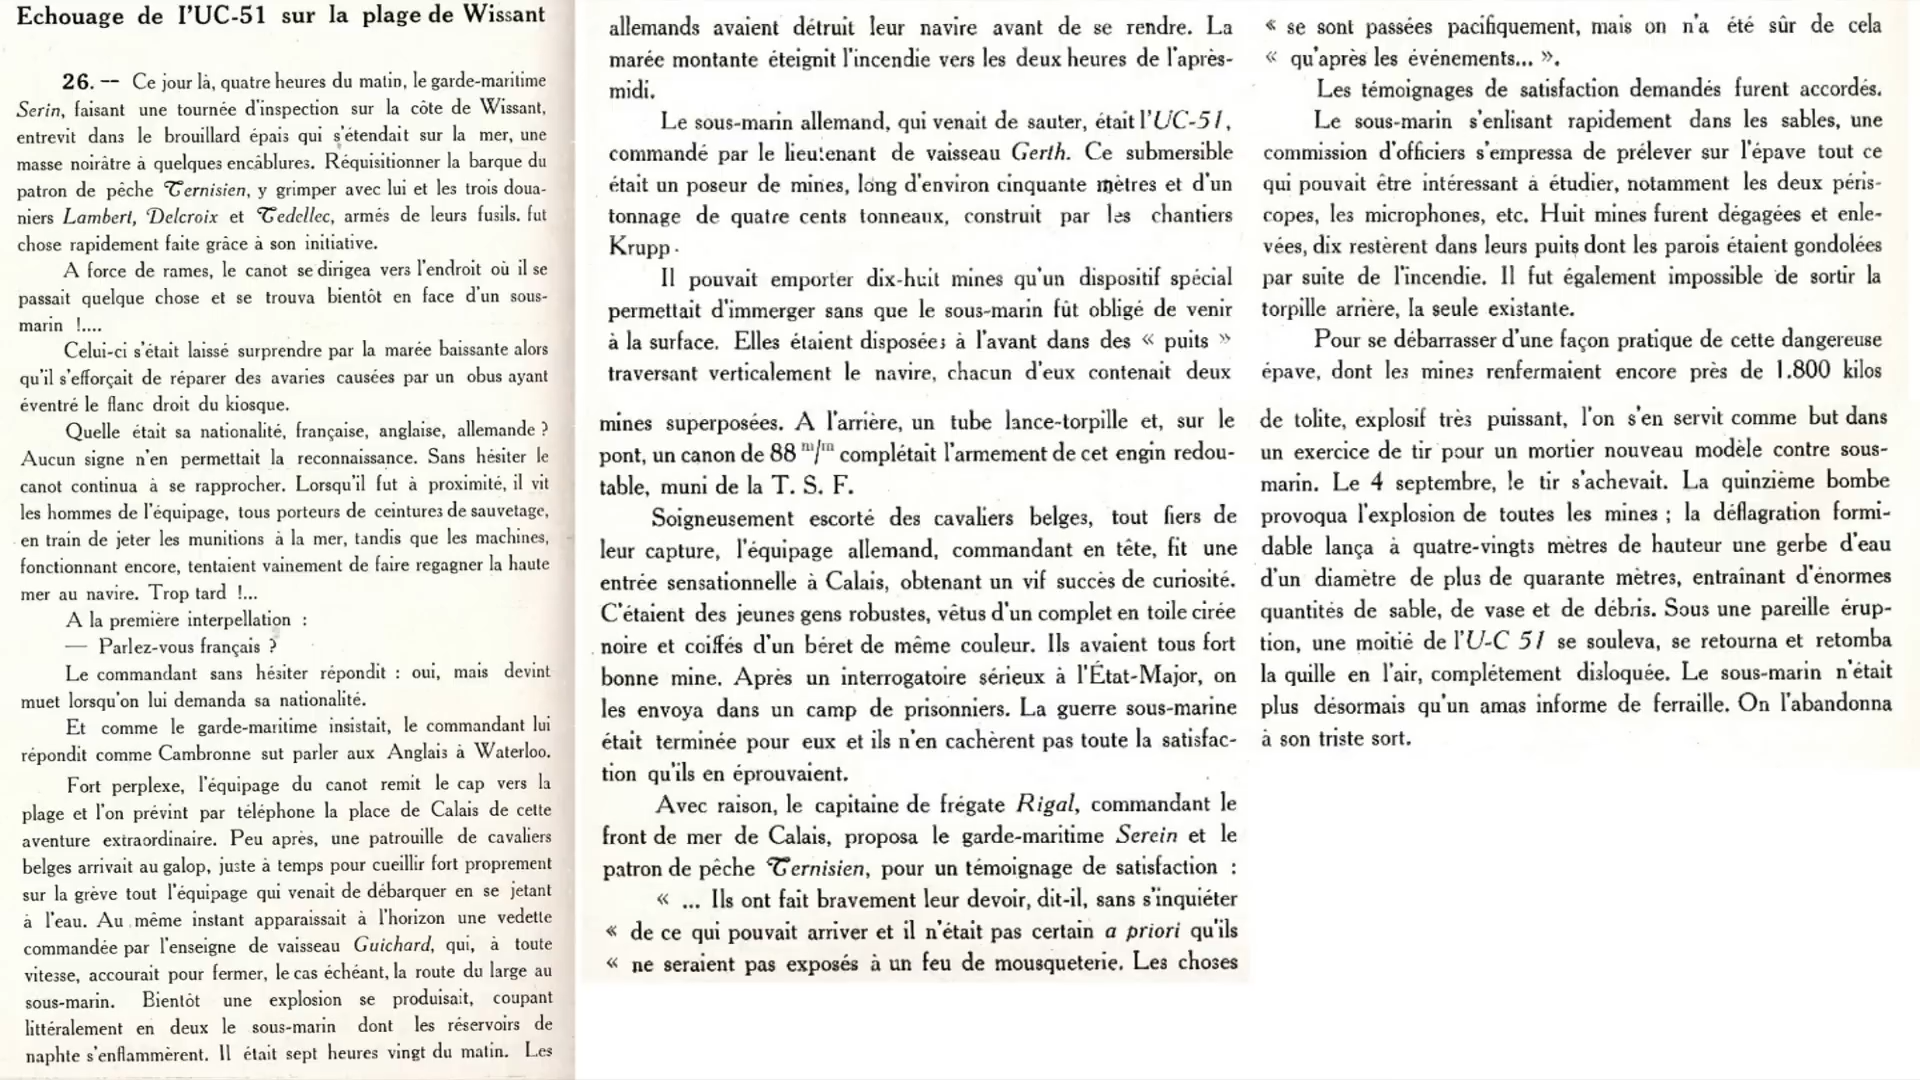 Echouage de l'UC-51 sur la plage de Wissant
26. — Ce jour là, quatre heures du matin, le garde-maritime
Serin, faisant une tournée d'inspection sur la côte de Wissant,
entrevit dans le brouillard épais qui s'étendait sur la mer, une
masse noirâtre à quelques encâblures. Réquisitionner la barque du
patron de pêche Ternisien, y grimper avec lui et les trois doua-
niers Lambert, Delcroix et Tedellec, armés de leurs fusils. fut
chose rapidement faite grâce à son initiative.
A force de rames, le canot se dirigea vers l'endroit où il se
passait quelque chose et se trouva bientôt en face d'un sous-
marin !....
Celui-ci s'était laissé surprendre par la marée baissante alors
qu'il s'efforçait de réparer des avaries causées par un obus ayant
éventré le flanc droit du kiosque.
Quelle était sa nationalité, française, anglaise, allemande ?
Aucun signe n'en permettait la reconnaissance. Sans hésiter le
canot continua à se rapprocher. Lorsqu'il fut à proximité, il vit
les hommes de l'équipage, tous porteurs de ceintures de sauvetage,
en train de jeter les munitions à la mer, tandis que les machines,
fonctionnant encore, tentaient vainement de faire regagner la haute
mer au navire. Trop tard !...
A la première interpellation :
— Parlez-vous français ?
Le commandant sans hésiter répondit : oui, mais devint
muet lorsqu'on lui demanda sa nationalité.
Et comme le garde-maritime insistait, le commandant lui
répondit comme Cambronne sut parler aux Anglais à Waterloo.
Fort perplexe, l'équipage du canot remit le cap vers la
plage et l'on prévint par téléphone la place de Calais de cette
aventure extraordinaire. Peu après, une patrouille de cavaliers
belges arrivait au galop, juste à temps pour cueillir fort proprement
sur la grève tout l'équipage qui venait de débarquer en se jetant
à l'eau. Au même instant apparaissait à l'horizon une vedette
commandée par l'enseigne de vaisseau Guichard, qui, à toute
vitesse, accourait pour fermer, le cas échéant, la route du large au
sous-marin. Bientôt une explosion se produisait, coupant
littéralement en deux le sous-marin dont les réservoirs de
naphte s'enflammèrent. Il était sept heures vingt du matin. Les
allemands avaient détruit leur navire avant de se rendre. La
marée montante éteignit l'incendie vers les deux heures de l'après-
midi.
Le sous-marin allemand, qui venait de sauter, était l'UC-51,
commandé par le lieutenant de vaisseau Gerth. Ce submersible
était un poseur de mines, long d'environ cinquante mètres et d'un
tonnage de quatre cents tonneaux, construit par les chantiers
Krupp.
Il pouvait emporter dix-huit mines qu'un dispositif spécial
permettait d'immerger sans que le sous-marin fût obligé de venir
à la surface. Elles étaient disposées à l'avant dans des « puits »
traversant verticalement le navire, chacun d'eux contenait deux
mines superposées. A l'arrière, un tube lance-torpille et, sur le
pont, un canon de 88 m/m complétait l'armement de cet engin redou-
table, muni de la T. S. F.
Soigneusement escorté des cavaliers belges, tout fiers de
leur capture, l'équipage allemand, commandant en tête, fit une
entrée sensationnelle à Calais, obtenant un vif succès de curiosité.
C'étaient des jeunes gens robustes, vêtus d'un complet en toile cirée
noire et coiffés d'un béret de même couleur. Ils avaient tous fort
bonne mine. Après un interrogatoire sérieux à l'État-Major, on
les envoya dans un camp de prisonniers. La guerre sous-marine
était terminée pour eux et ils n'en cachèrent pas toute la satisfac-
tion qu'ils en éprouvaient.
Avec raison, le capitaine de frégate Rigal, commandant le
front de mer de Calais, proposa le garde-maritime Serein et le
patron de pêche Ternisien, pour un témoignage de satisfaction :
« ... Ils ont fait bravement leur devoir, dit-il, sans s'inquiéter
« de ce qui pouvait arriver et il n'était pas certain a priori qu'ils
« ne seraient pas exposés à un feu de mousqueterie. Les choses
« se sont passées pacifiquement, mais on n'a été sûr de cela
« qu'après les événements... ».
Les témoignages de satisfaction demandés furent accordés.
Le sous-marin s'enlisant rapidement dans les sables, une
commission d'officiers s'empressa de prélever sur l'épave tout ce
qui pouvait être intéressant à étudier, notamment les deux péris-
copes, les microphones, etc. Huit mines furent dégagées et enle-
vées, dix restèrent dans leurs puits dont les parois étaient gondolées
par suite de l'incendie. Il fut également impossible de sortir la
torpille arrière, la seule existante.
Pour se débarrasser d'une façon pratique de cette dangereuse
épave, dont les mines renfermaient encore près de 1.800 kilos
de tolite, explosif très puissant, l'on s'en servit comme but dans
un exercice de tir pour un mortier nouveau modèle contre sous-
marin. Le 4 septembre, le tir s'achevait. La quinzième bombe
provoqua l'explosion de toutes les mines ; la déflagration formi-
dable lança à quatre-vingts mètres de hauteur une gerbe d'eau
d'un diamètre de plus de quarante mètres, entraînant d'énormes
quantités de sable, de vase et de débris. Sous une pareille érup-
tion, une moitié de l'U-C 51 se souleva, se retourna et retomba
la quille en l'air, complétement disloquée. Le sous-marin n'était
plus désormais qu'un amas informe de ferraille. On l'abandonna
à son triste sort.